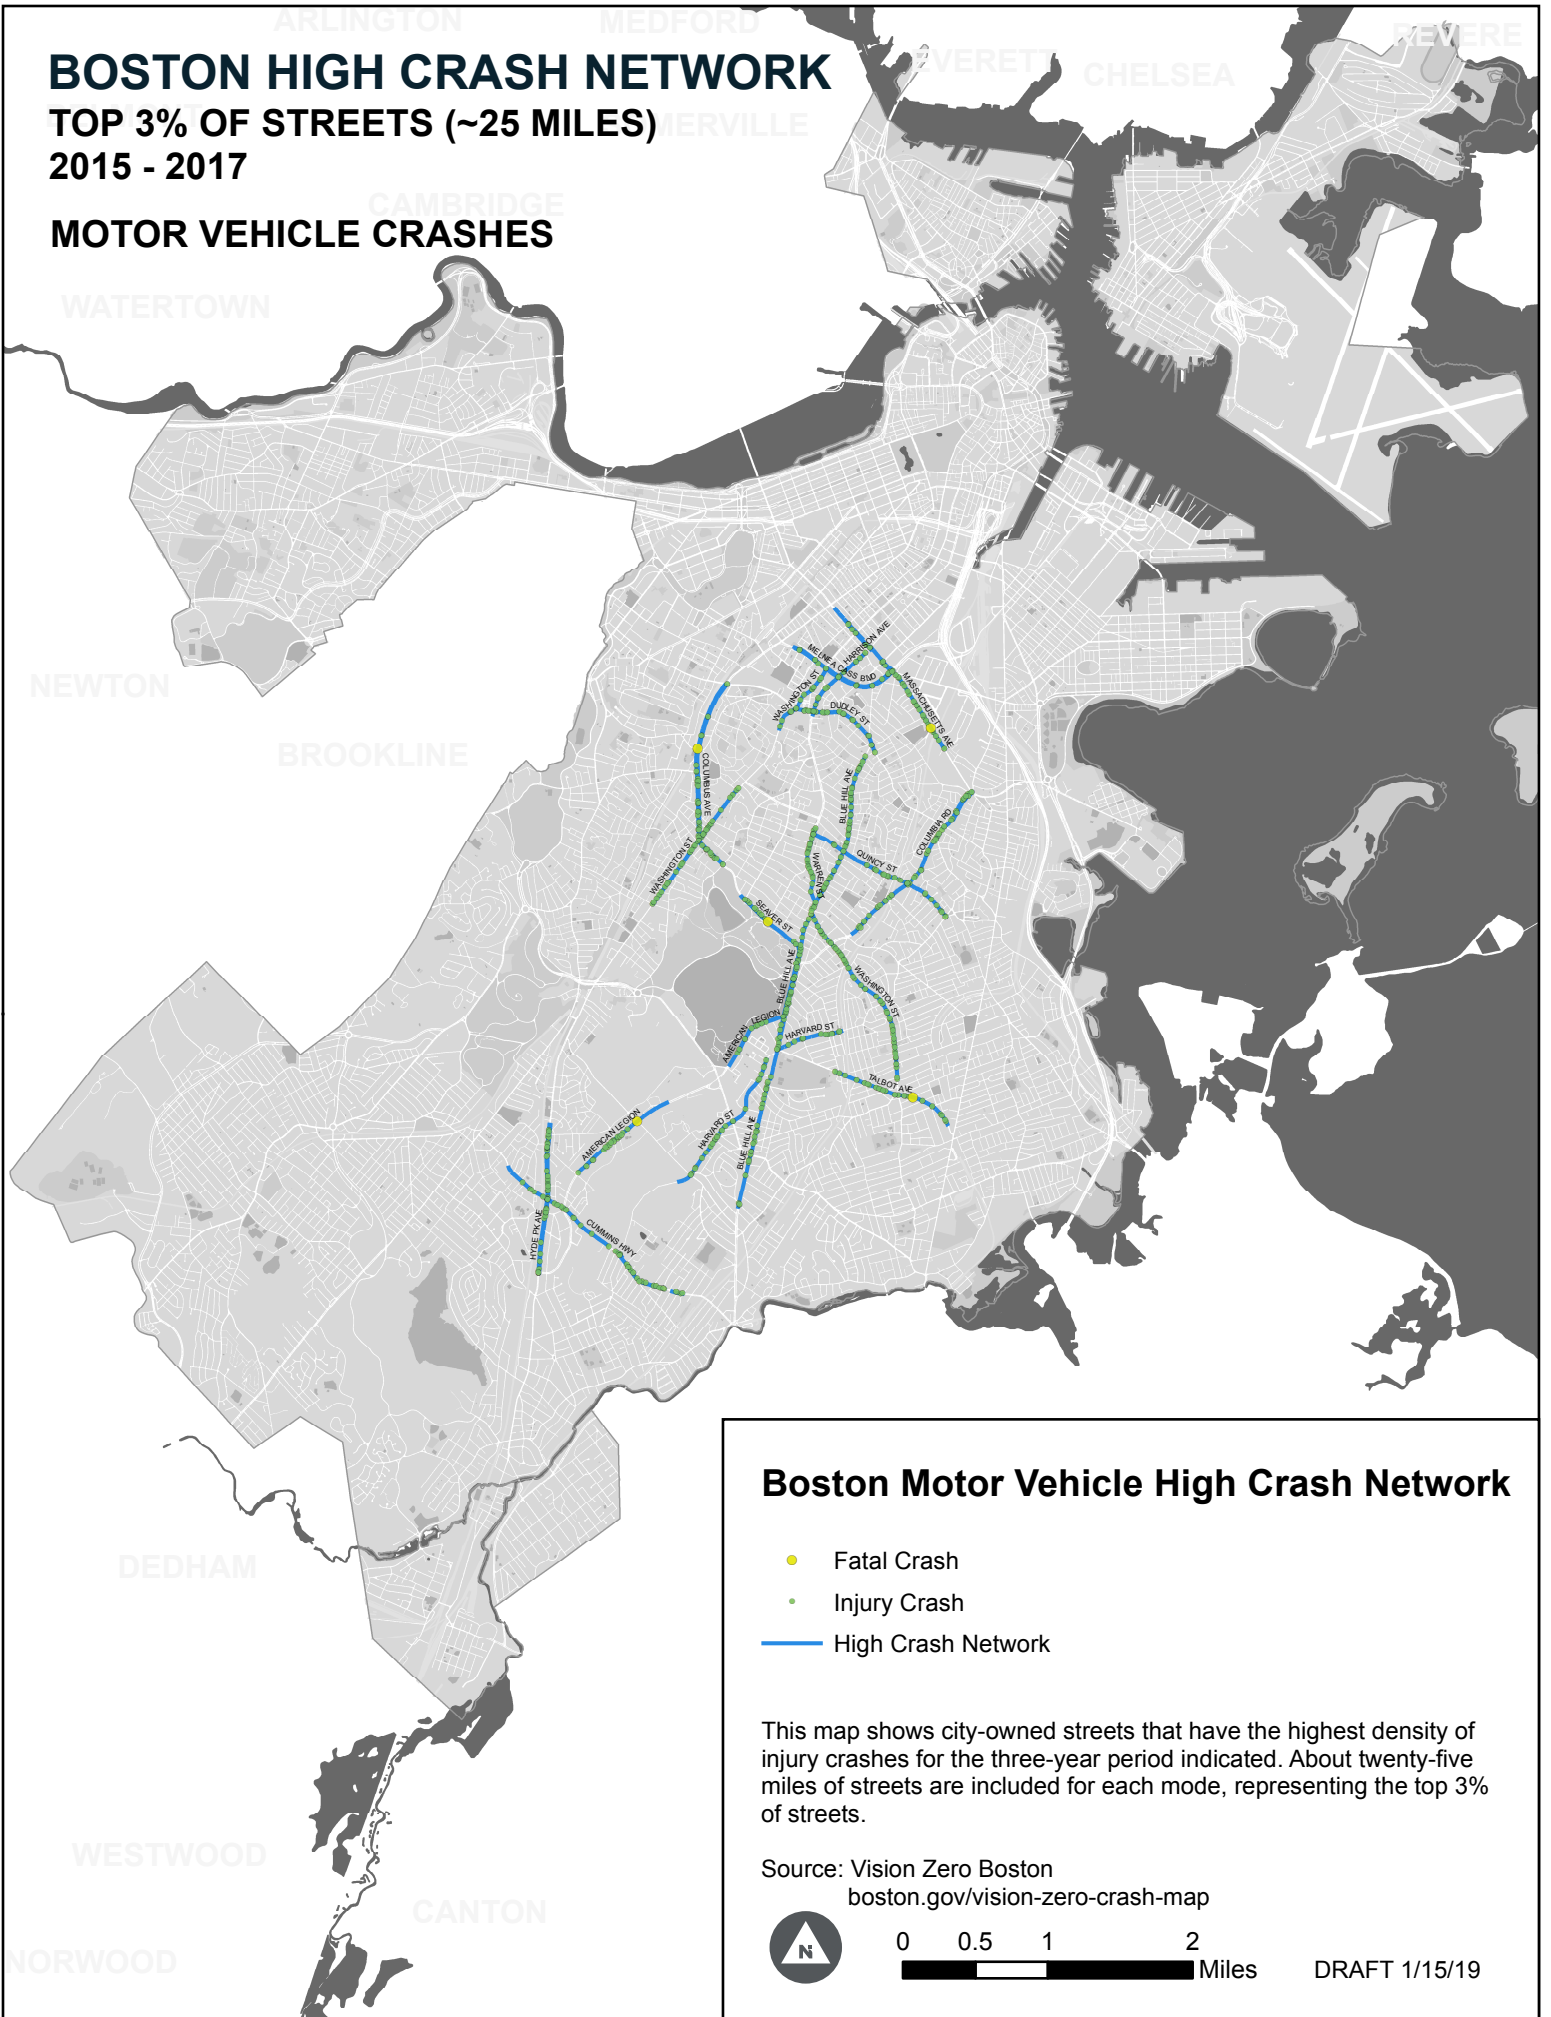 ARLINGTON
MEDFORD
REVERE
EVERETT
CHELSEA
BOSTON HIGH CRASH NETWORK
TOP 3% OF STREETS (~25 MILES)
MERVILLE
2015 - 2017
CAMBRIDGE
MOTOR VEHICLE CRASHES
WATERTOWN
NEWTON
BROOKLINE
HARRISON AVE
MELNEA CASS BLVD
WASHINGTON ST
MASSACHUSETTS AVE
DUDLEY ST
COLUMBUS AVE
BLUE HILL AVE
COLUMBIA RD
WASHINGTON ST
QUINCY ST
WARREN ST
SEAVER ST
BLUE HILL AVE
WASHINGTON ST
AMERICAN LEGION
HARVARD ST
TALBOT AVE
AMERICAN LEGION
HARVARD ST
BLUE HILL AVE
HYDE PK AVE
CUMMINS HWY
DEDHAM
WESTWOOD
CANTON
NORWOOD
Boston Motor Vehicle High Crash Network
Fatal Crash
Injury Crash
High Crash Network
This map shows city-owned streets that have the highest density of
injury crashes for the three-year period indicated. About twenty-five
miles of streets are included for each mode, representing the top 3%
of streets.
Source: Vision Zero Boston
boston.gov/vision-zero-crash-map
N
0 0.5 1 2
Miles
DRAFT 1/15/19